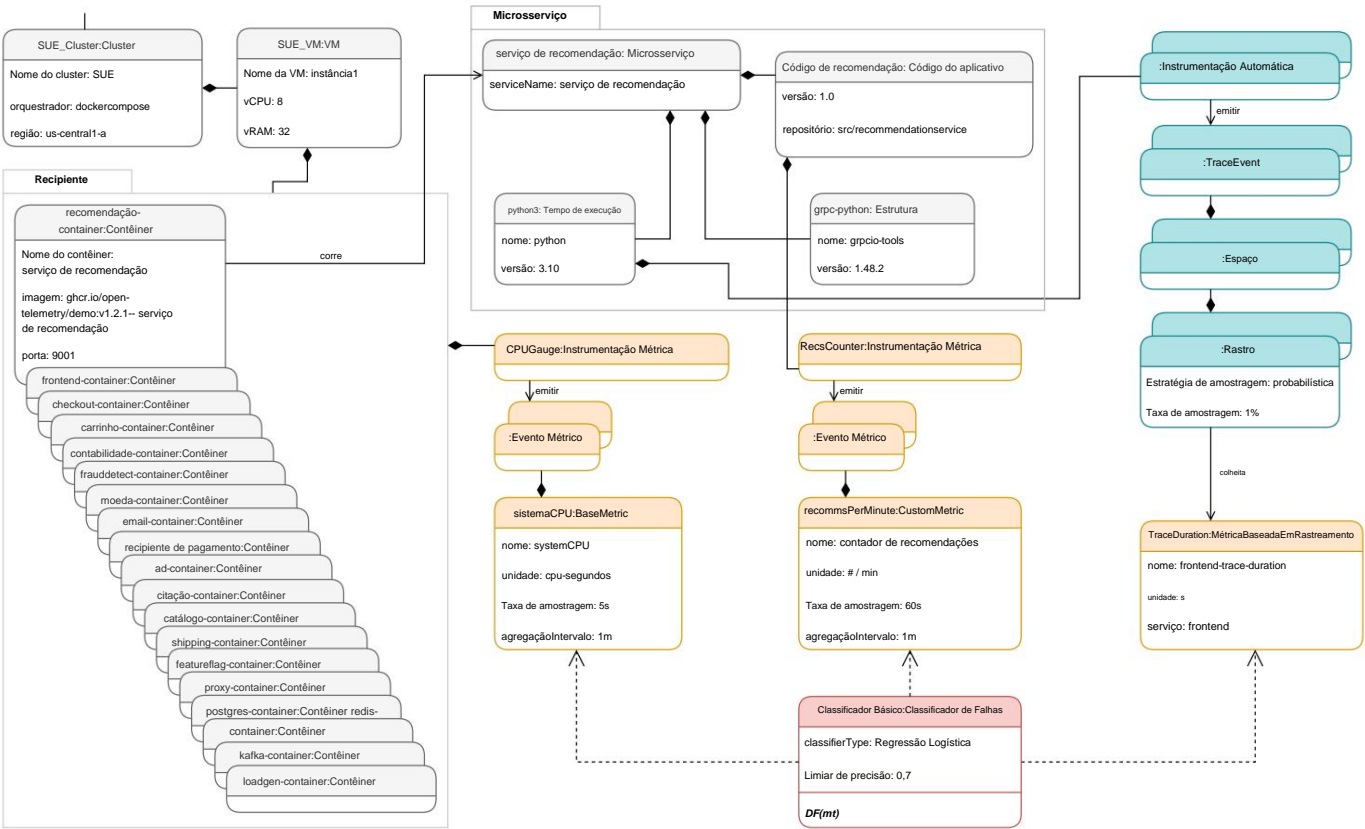 SUE_Cluster:Cluster
Nome do cluster: SUE
orquestrador: dockercompose
região: us-central1-a
SUE_VM:VM
Nome da VM: instância1
vCPU: 8
vRAM: 32
Microsserviço
serviço de recomendação: Microsserviço
serviceName: serviço de recomendação
Código de recomendação: Código do aplicativo
versão: 1.0
repositório: src/recommendationservice
python3: Tempo de execução
nome: python
versão: 3.10
grpc-python: Estrutura
nome: grpcio-tools
versão: 1.48.2
:Instrumentação Automática
emitir
:TraceEvent
:Espaço
:Rastro
Estratégia de amostragem: probabilística
Taxa de amostragem: 1%
colheita
TraceDuration:MétricaBaseadaEmRastreamento
nome: frontend-trace-duration
unidade: s
serviço: frontend
Recipiente
recomendação-
container:Contêiner
Nome do contêiner:
serviço de recomendação
imagem: ghcr.io/open-
telemetry/demo:v1.2.1-- serviço
de recomendação
porta: 9001
corre
frontend-container:Contêiner
checkout-container:Contêiner
carrinho-container:Contêiner
contabilidade-container:Contêiner
frauddetect-container:Contêiner
moeda-container:Contêiner
email-container:Contêiner
recipiente de pagamento:Contêiner
ad-container:Contêiner
citação-container:Contêiner
catálogo-container:Contêiner
shipping-container:Contêiner
featureflag-container:Contêiner
proxy-container:Contêiner
postgres-container:Contêiner redis-
container:Contêiner
kafka-container:Contêiner
loadgen-container:Contêiner
CPUGauge:Instrumentação Métrica
emitir
:Evento Métrico
sistemaCPU:BaseMetric
nome: systemCPU
unidade: cpu-segundos
Taxa de amostragem: 5s
agregaçãoIntervalo: 1m
RecsCounter:Instrumentação Métrica
emitir
:Evento Métrico
recommsPerMinute:CustomMetric
nome: contador de recomendações
unidade: # / min
Taxa de amostragem: 60s
agregaçãoIntervalo: 1m
Classificador Básico:Classificador de Falhas
classifierType: Regressão Logística
Limiar de precisão: 0,7
DF(mt)